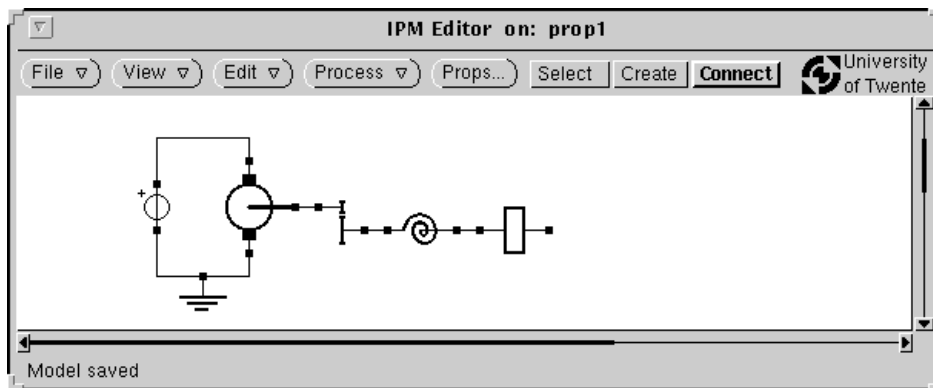 IPM Editor on: prop1
File View Edit Process Props... Select Create Connect
University
of Twente
+
Model saved